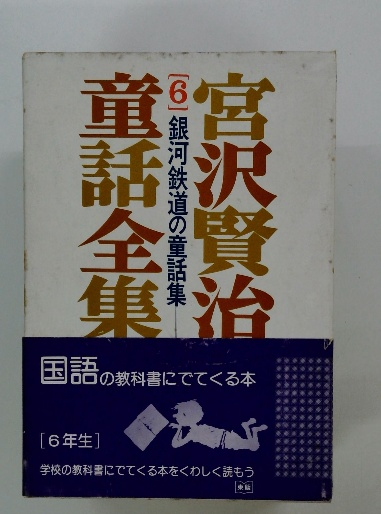 宮沢賢治
童話全集
[6]
銀河鉄道の童話集
国語の教科書にでてくる本
[6年生]
学校の教科書にでてくる本をくわしく読もう